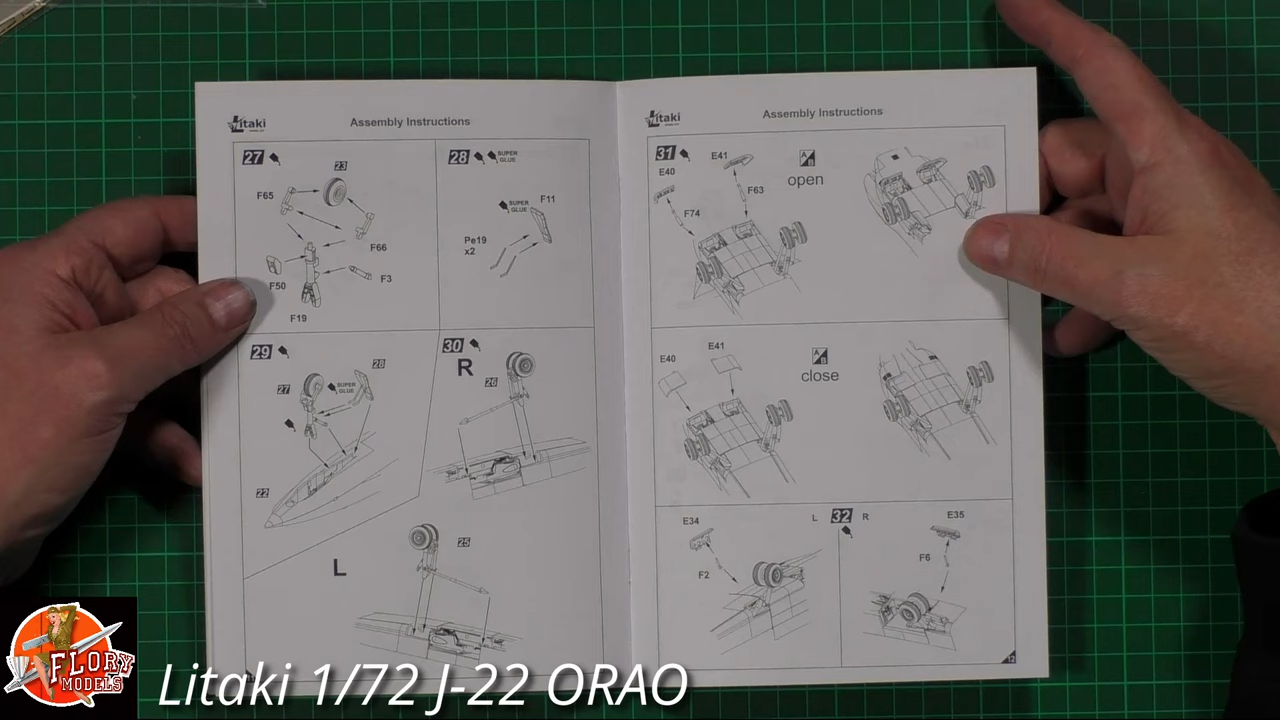 Litaki
Assembly Instructions
27
23
F65
F66
F50
F3
F19
28
SUPER
GLUE
SUPER
GLUE
F11
Pe19
x2
29
28
27
SUPER
GLUE
22
30
R
26
L
25
Litaki
Assembly Instructions
31
E41
E40
F63
F74
A/B
open
E41
E40
A/B
close
E34
L 32 R
E35
F2
F6
12
FLORY
MODELS
Litaki 1/72 J-22 ORAO